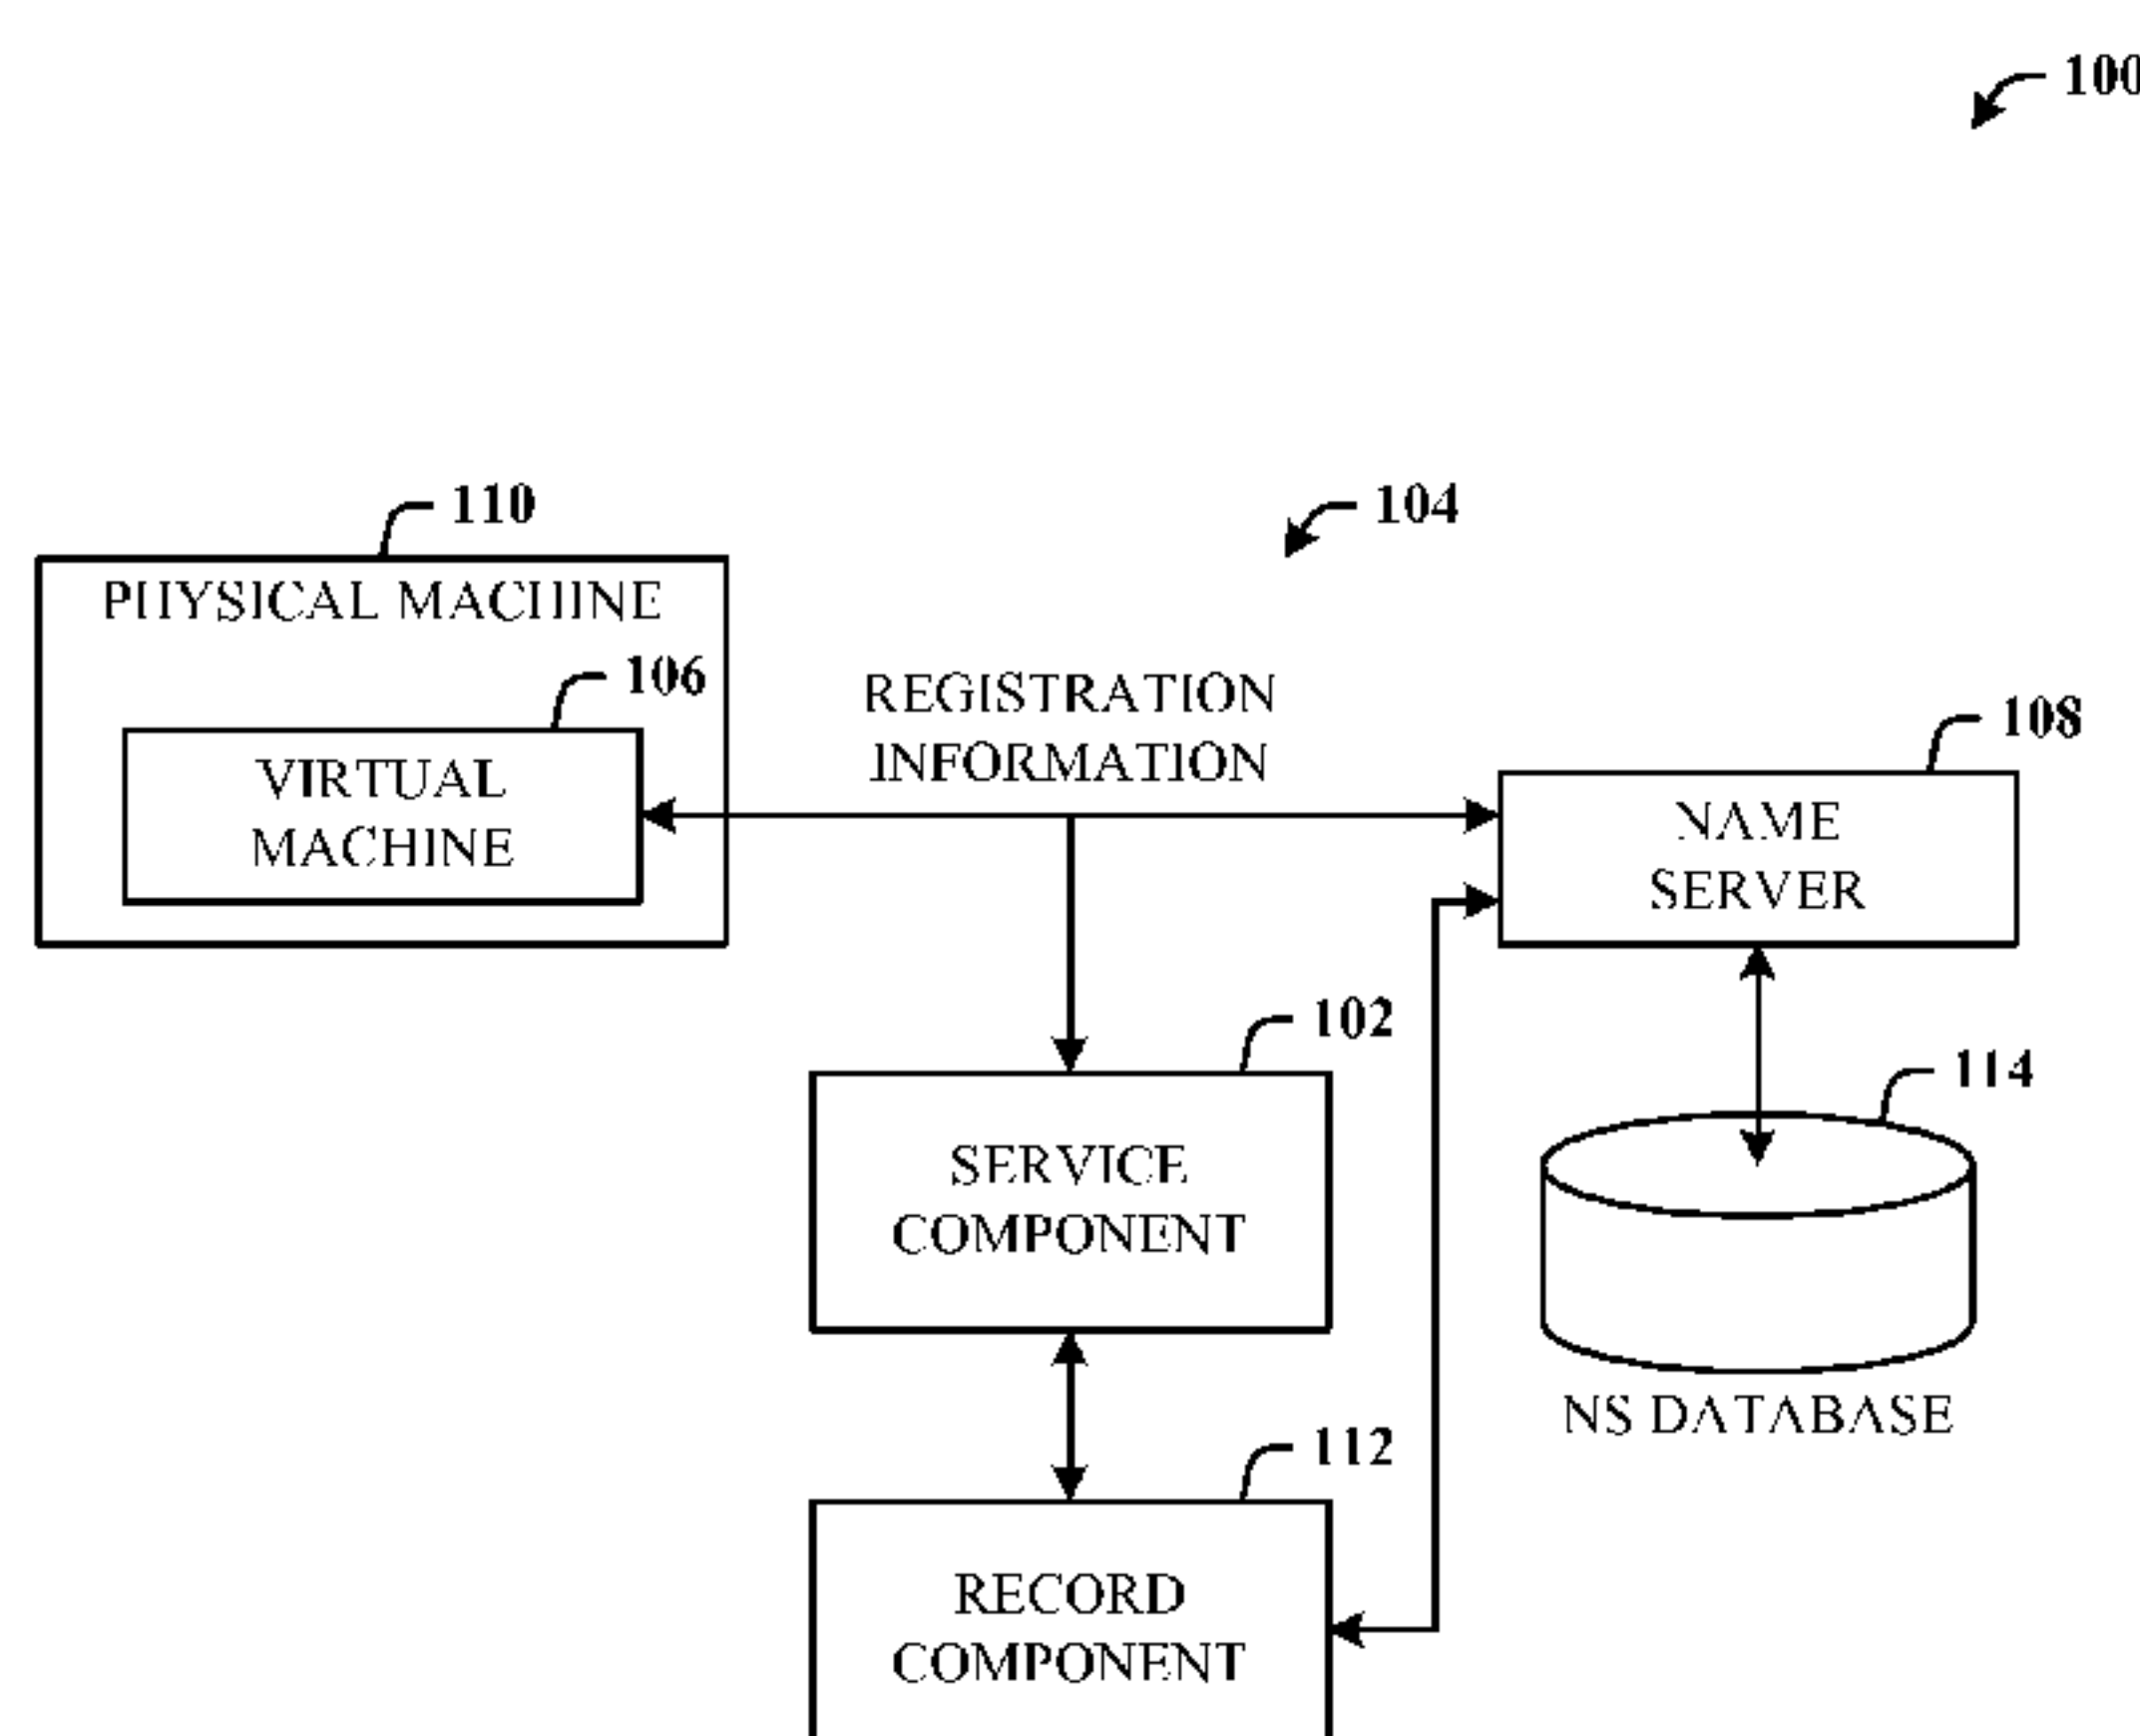 100
110
104
PHYSICAL MACHINE
106
REGISTRATION
INFORMATION
108
VIRTUAL
MACHINE
NAME
SERVER
102
114
SERVICE
COMPONENT
NS DATABASE
112
RECORD
COMPONENT